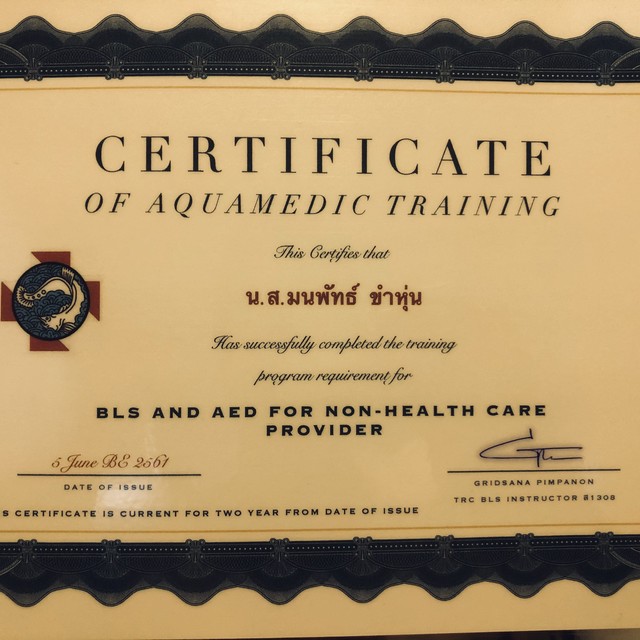 CERTIFICATE
OF AQUAMEDIC TRAINING
This Certifies that
น.ส.มนพัทธ์ ขำหุ่น
Has successfully completed the training
program requirement for
BLS AND AED FOR NON-HEALTH CARE
PROVIDER
5 June BE 2561
DATE OF ISSUE
GRIDSANA PIMPANON
TRC BLS INSTRUCTOR #1308
S CERTIFICATE IS CURRENT FOR TWO YEAR FROM DATE OF ISSUE